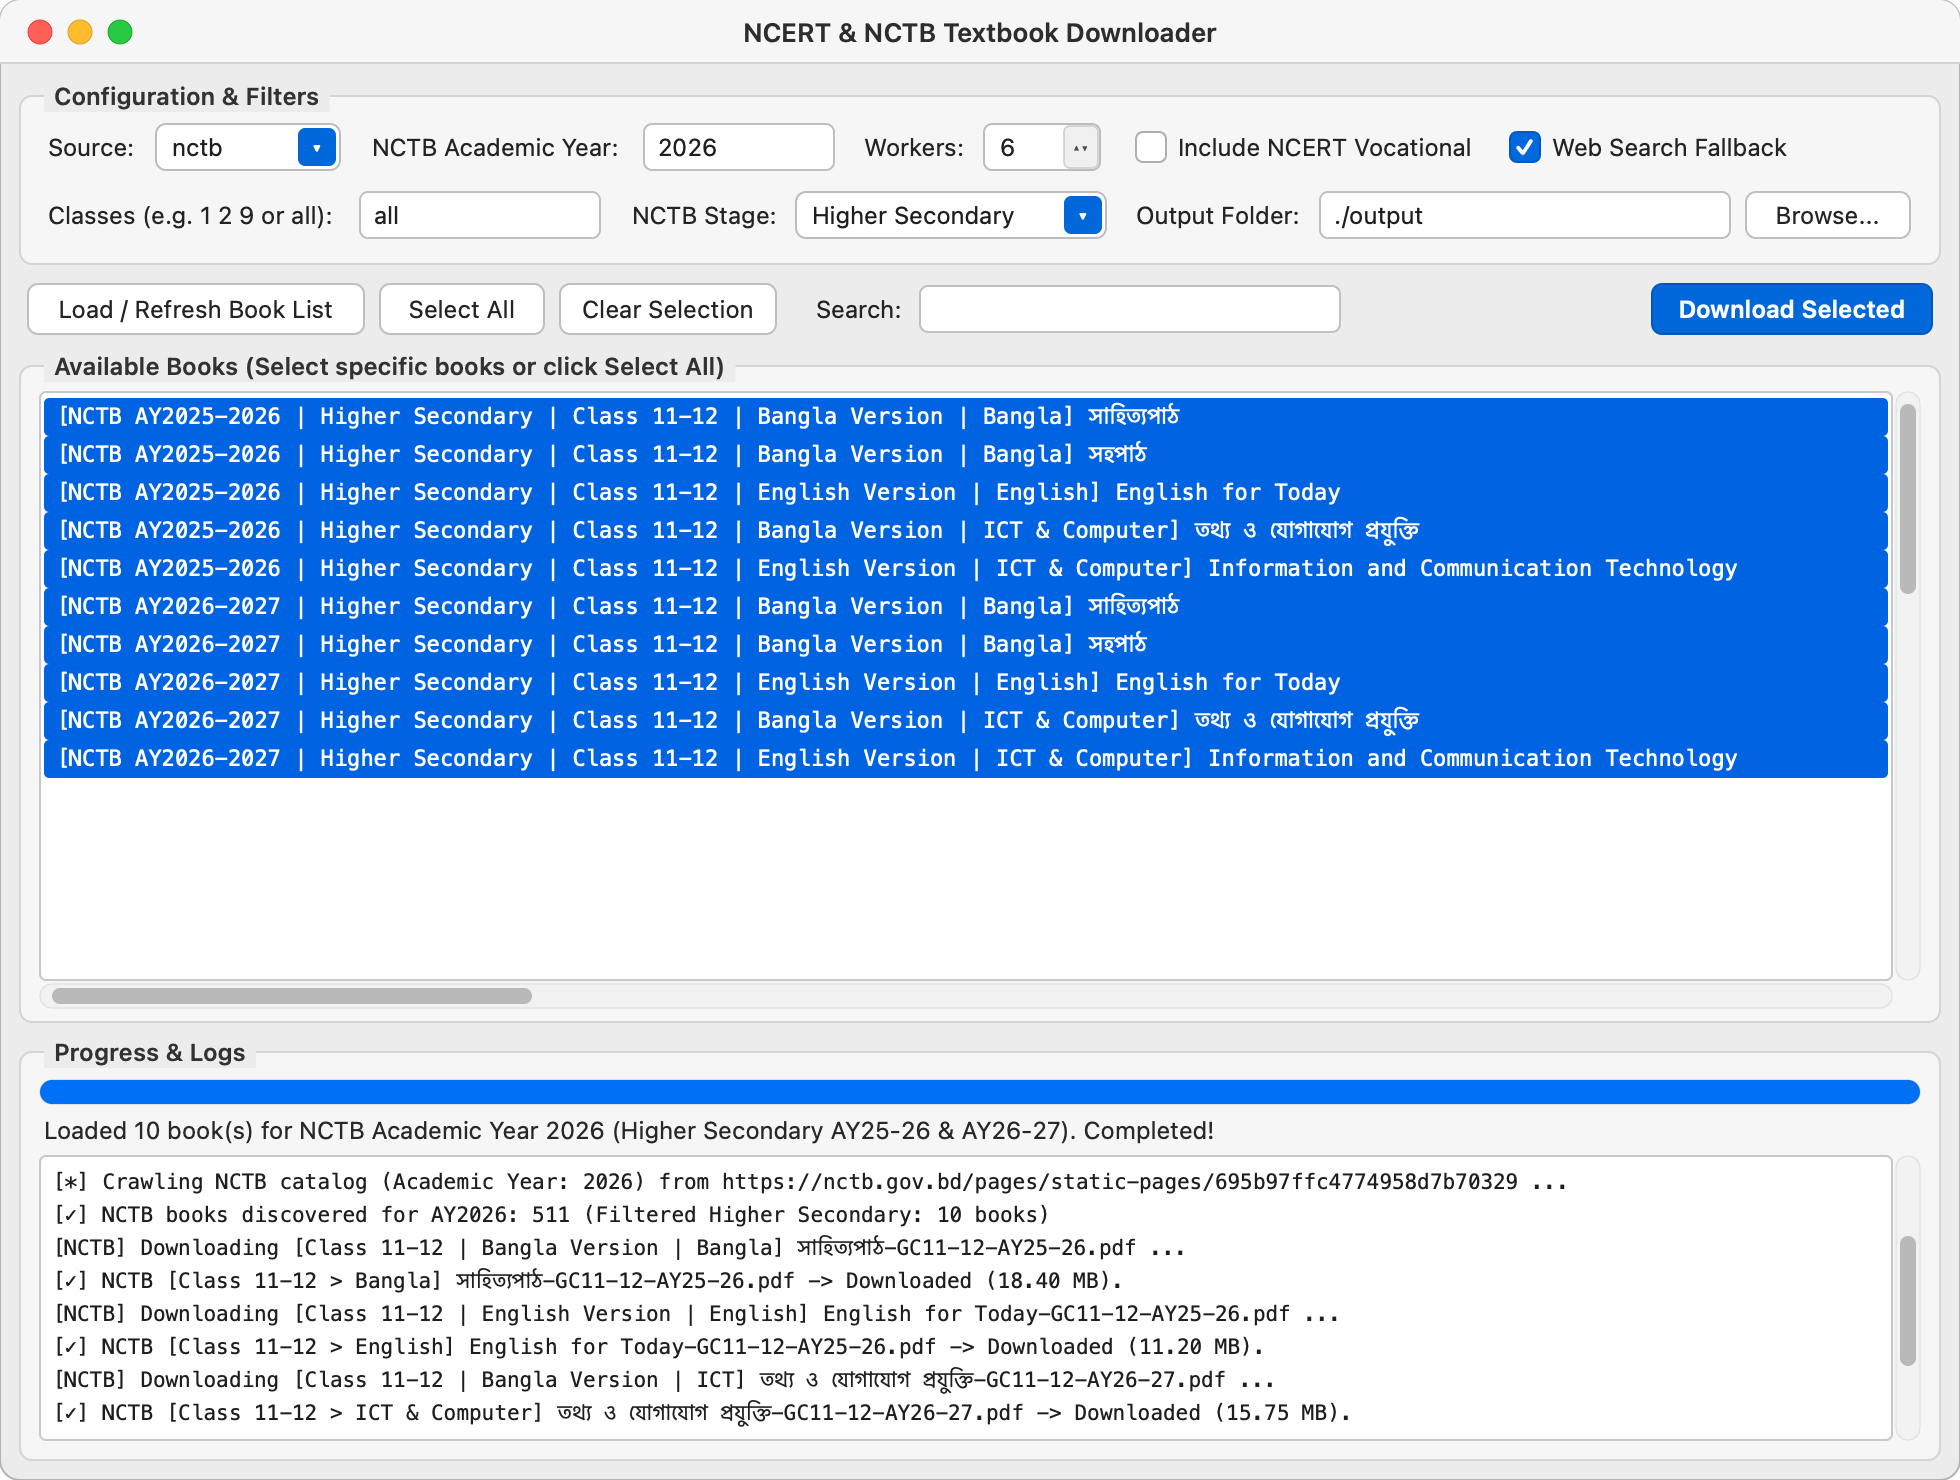 NCERT & NCTB Textbook Downloader
Configuration & Filters
Source: nctb NCTB Academic Year: 2026 Workers: 6 Include NCERT Vocational Web Search Fallback
Classes (e.g. 1 2 9 or all): all NCTB Stage: Higher Secondary Output Folder: ./output Browse...
Load / Refresh Book List Select All Clear Selection Search: Download Selected
Available Books (Select specific books or click Select All)
[NCTB AY2025-2026 | Higher Secondary | Class 11-12 | Bangla Version | Bangla] সাহিত্যপাঠ
[NCTB AY2025-2026 | Higher Secondary | Class 11-12 | Bangla Version | Bangla] সহপাঠ
[NCTB AY2025-2026 | Higher Secondary | Class 11-12 | English Version | English] English for Today
[NCTB AY2025-2026 | Higher Secondary | Class 11-12 | Bangla Version | ICT & Computer] তথ্য ও যোগাযোগ প্রযুক্তি
[NCTB AY2025-2026 | Higher Secondary | Class 11-12 | English Version | ICT & Computer] Information and Communication Technology
[NCTB AY2026-2027 | Higher Secondary | Class 11-12 | Bangla Version | Bangla] সাহিত্যপাঠ
[NCTB AY2026-2027 | Higher Secondary | Class 11-12 | Bangla Version | Bangla] সহপাঠ
[NCTB AY2026-2027 | Higher Secondary | Class 11-12 | English Version | English] English for Today
[NCTB AY2026-2027 | Higher Secondary | Class 11-12 | Bangla Version | ICT & Computer] তথ্য ও যোগাযোগ প্রযুক্তি
[NCTB AY2026-2027 | Higher Secondary | Class 11-12 | English Version | ICT & Computer] Information and Communication Technology
Progress & Logs
Loaded 10 book(s) for NCTB Academic Year 2026 (Higher Secondary AY25-26 & AY26-27). Completed!
[*] Crawling NCTB catalog (Academic Year: 2026) from https://nctb.gov.bd/pages/static-pages/695b97ffc4774958d7b70329 ...
[✓] NCTB books discovered for AY2026: 511 (Filtered Higher Secondary: 10 books)
[NCTB] Downloading [Class 11-12 | Bangla Version | Bangla] সাহিত্যপাঠ-GC11-12-AY25-26.pdf ...
[✓] NCTB [Class 11-12 > Bangla] সাহিত্যপাঠ-GC11-12-AY25-26.pdf -> Downloaded (18.40 MB).
[NCTB] Downloading [Class 11-12 | English Version | English] English for Today-GC11-12-AY25-26.pdf ...
[✓] NCTB [Class 11-12 > English] English for Today-GC11-12-AY25-26.pdf -> Downloaded (11.20 MB).
[NCTB] Downloading [Class 11-12 | Bangla Version | ICT] তথ্য ও যোগাযোগ প্রযুক্তি-GC11-12-AY26-27.pdf ...
[✓] NCTB [Class 11-12 > ICT & Computer] তথ্য ও যোগাযোগ প্রযুক্তি-GC11-12-AY26-27.pdf -> Downloaded (15.75 MB).